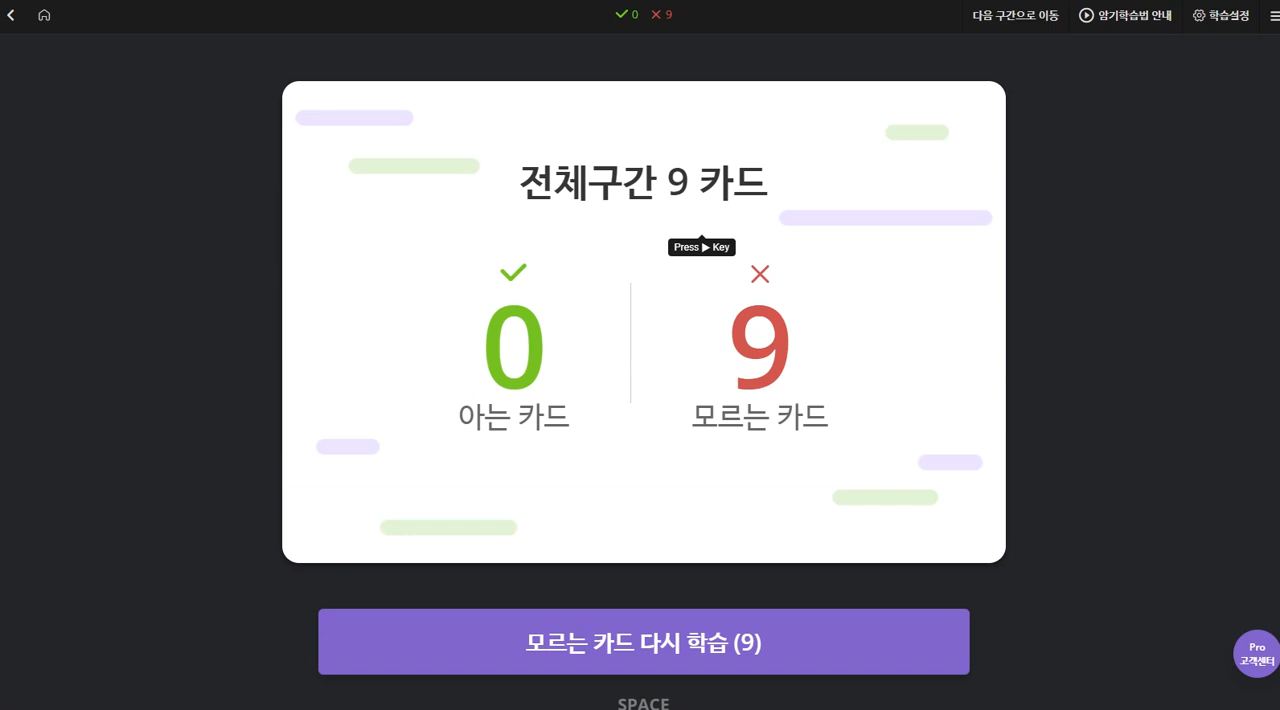 0 9 다음 구간으로 이동 암기학습법 안내 학습설정
전체구간 9 카드
Press ▶ Key
0 9
아는 카드 모르는 카드
모르는 카드 다시 학습 (9)
Pro
고객센터
SPACE